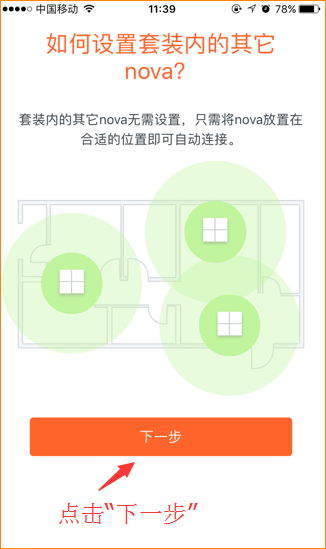 中国移动 11:39 78%
如何设置套装内的其它
nova？
套装内的其它nova无需设置，只需将nova放置在
合适的位置即可自动连接。
下一步
点击“下一步”